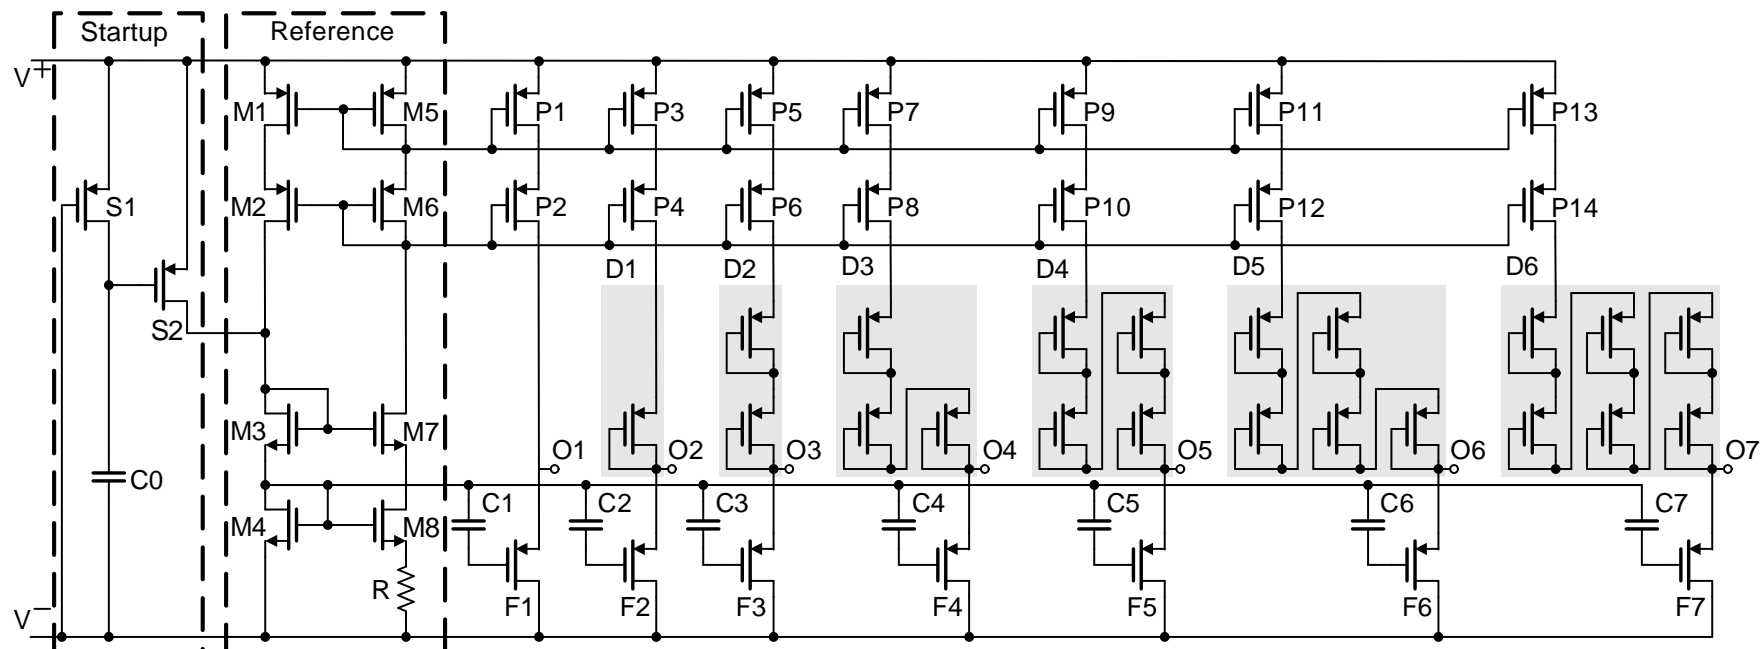 Startup
Reference
V+
M1
M5
P1
P3
P5
P7
P9
P11
P13
S1
M2
M6
P2
P4
P6
P8
P10
P12
P14
D1
D2
D3
D4
D5
D6
S2
M3
M7
O1
O2
O3
O4
O5
O6
O7
C0
C1
C2
C3
C4
C5
C6
C7
M4
M8
R
F1
F2
F3
F4
F5
F6
F7
V−